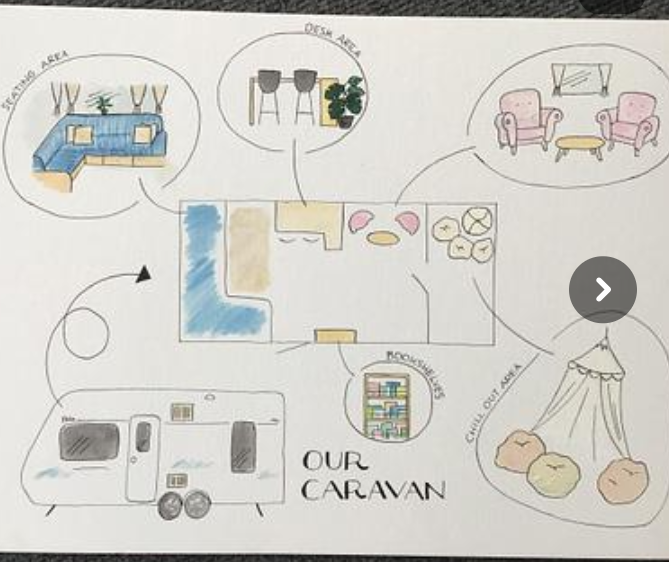 SEATING AREA
DESK AREA
BOOKSHELVES
CHILL OUT AREA
OUR
CARAVAN